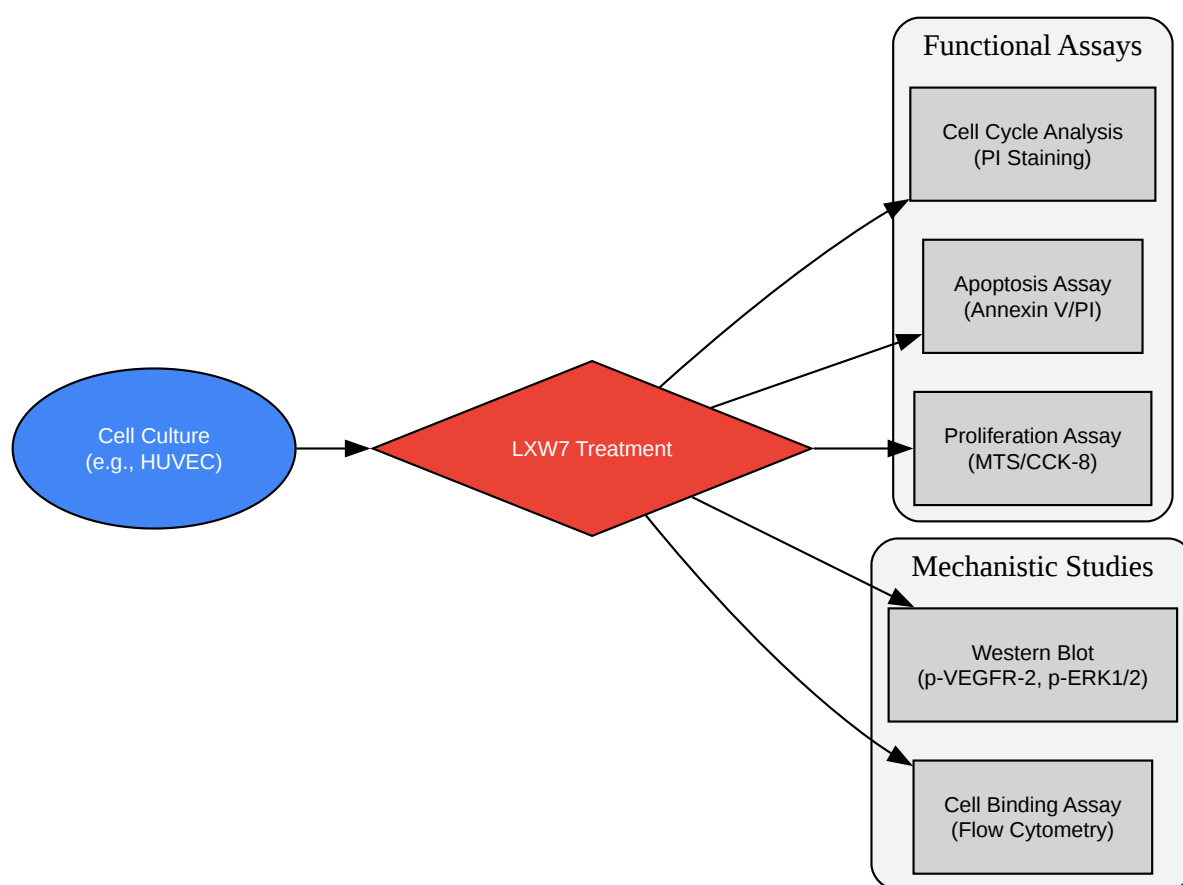 Functional Assays
Cell Cycle Analysis
(PI Staining)
Apoptosis Assay
(Annexin V/PI)
Cell Culture
(e.g., HUVEC)
LXW7 Treatment
Proliferation Assay
(MTS/CCK-8)
Mechanistic Studies
Western Blot
(p-VEGFR-2, p-ERK1/2)
Cell Binding Assay
(Flow Cytometry)